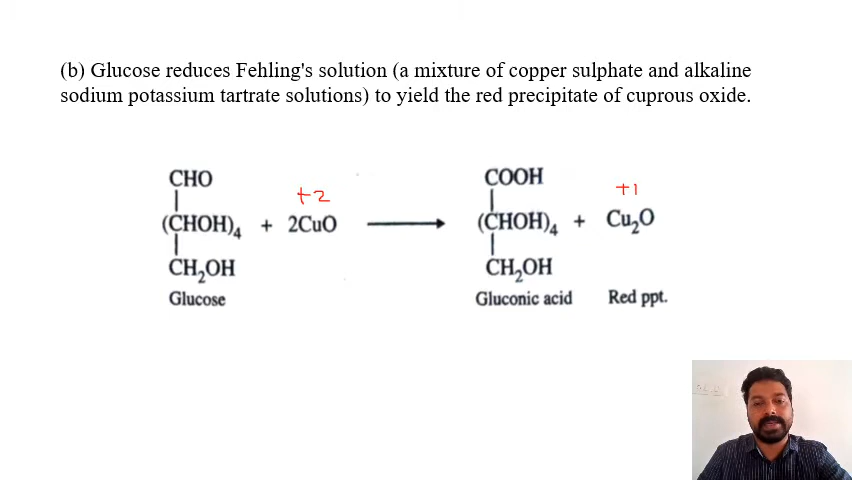 (b) Glucose reduces Fehling's solution (a mixture of copper sulphate and alkaline
sodium potassium tartrate solutions) to yield the red precipitate of cuprous oxide.
CHO COOH
+2 +1
(CHOH)₄ + 2CuO ⟶ (CHOH)₄ + Cu₂O
CH₂OH CH₂OH
Glucose Gluconic acid Red ppt.